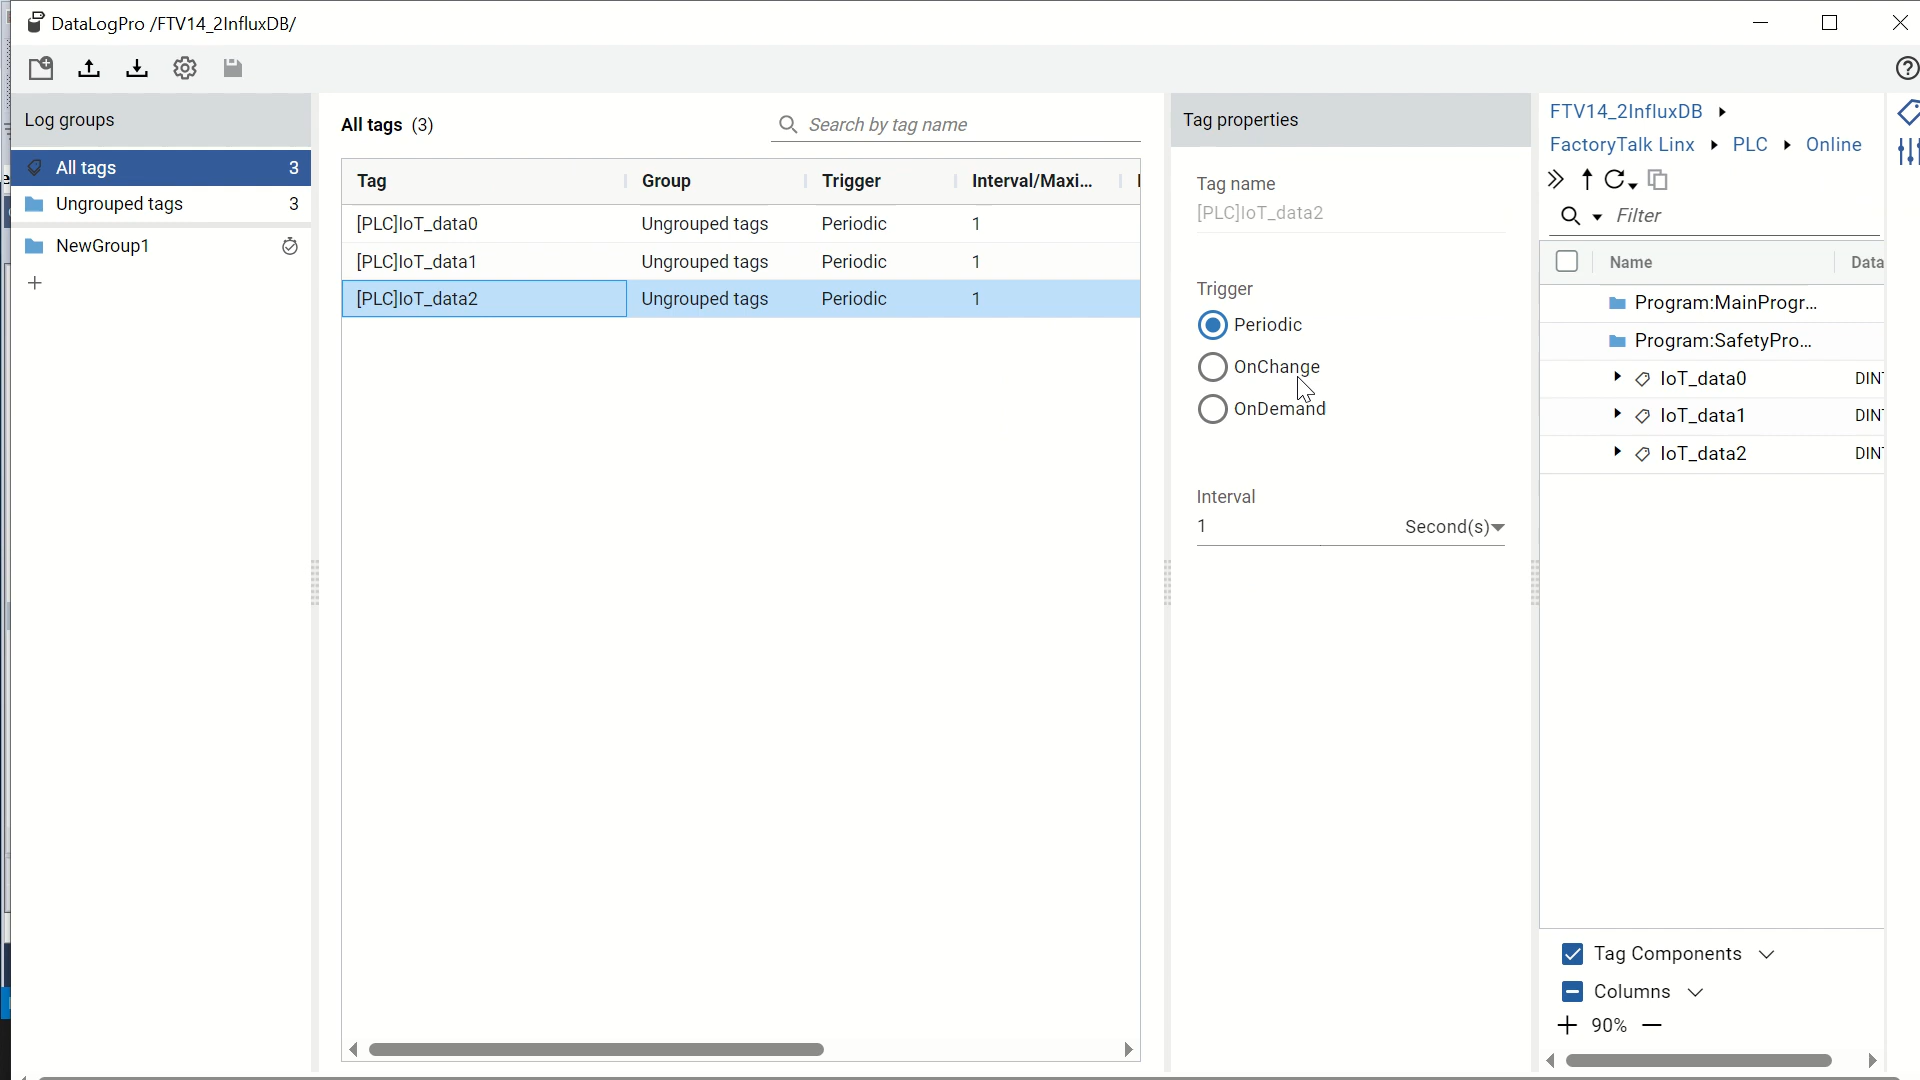 DataLogPro /FTV14_2InfluxDB/
Log groups
All tags 3
Ungrouped tags 3
NewGroup1
All tags (3)
Search by tag name
Tag Group Trigger Interval/Maxi...
[PLC]IoT_data0 Ungrouped tags Periodic 1
[PLC]IoT_data1 Ungrouped tags Periodic 1
[PLC]IoT_data2 Ungrouped tags Periodic 1
Tag properties
Tag name
[PLC]IoT_data2
Trigger
Periodic
OnChange
OnDemand
Interval
1 Second(s)
FTV14_2InfluxDB
FactoryTalk Linx PLC Online
Filter
Name Data
Program:MainProgr...
Program:SafetyPro...
IoT_data0 DINT
IoT_data1 DINT
IoT_data2 DINT
Tag Components
Columns
+ 90% −